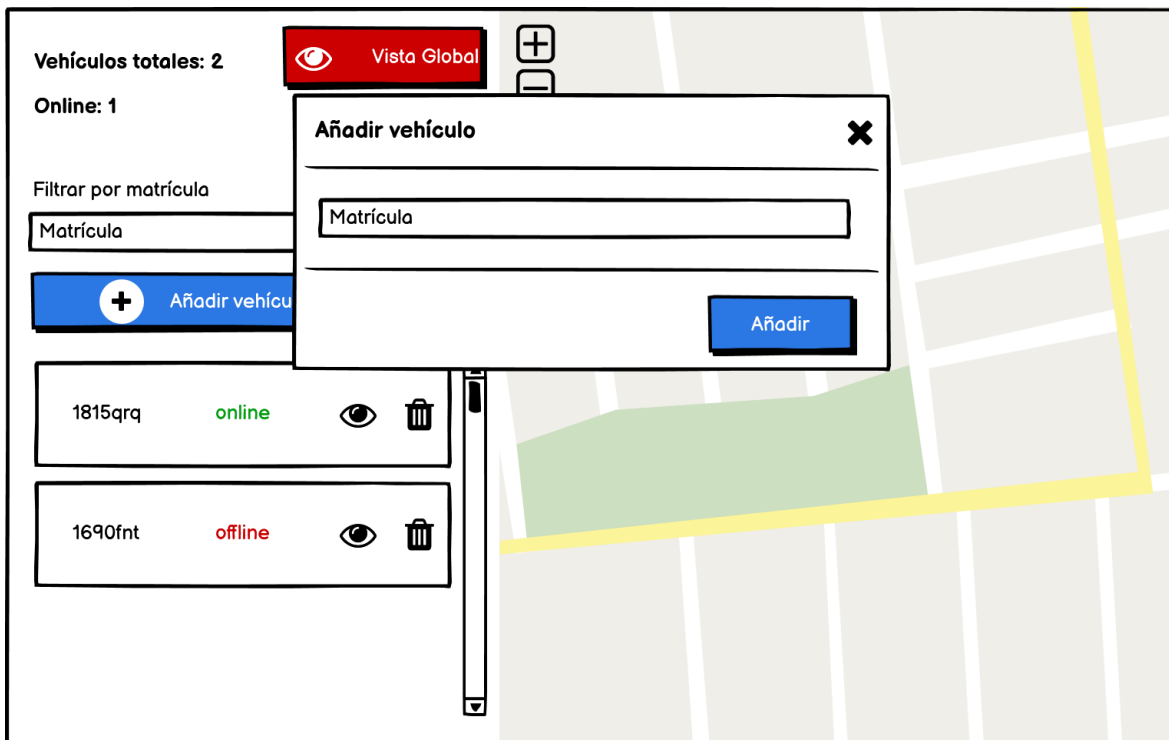 Vehículos totales: 2
Vista Global
Online: 1
Añadir vehículo
Filtrar por matrícula
Matrícula
Matrícula
Añadir vehícu
Añadir
1815qrq online
1690fnt offline